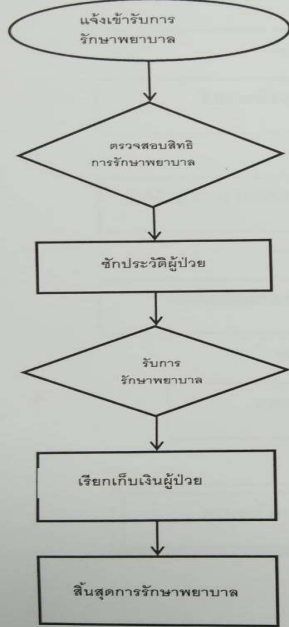 แจ้งเข้ารับการ
รักษาพยาบาล
ตรวจสอบสิทธิ
การรักษาพยาบาล
ซักประวัติผู้ป่วย
รับการ
รักษาพยาบาล
เรียกเก็บเงินผู้ป่วย
สิ้นสุดการรักษาพยาบาล